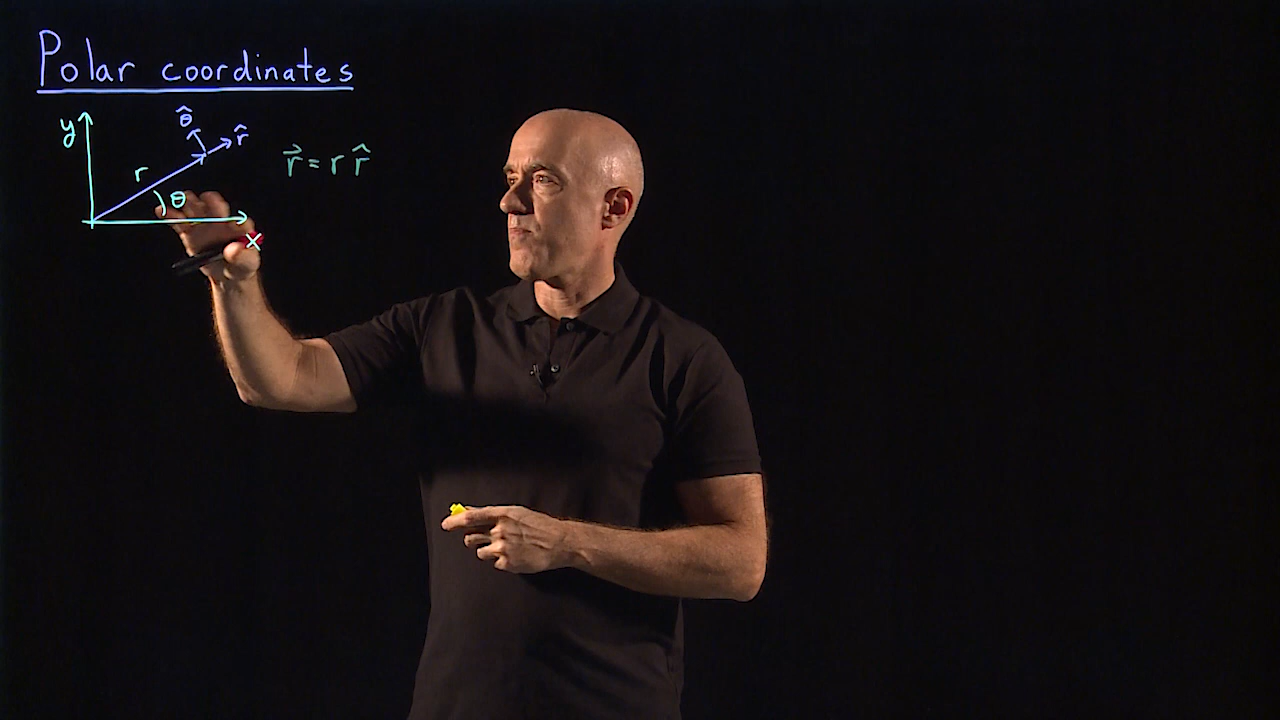 Polar coordinates
y
θ̂
r̂
r
θ
x
r⃗ = r r̂